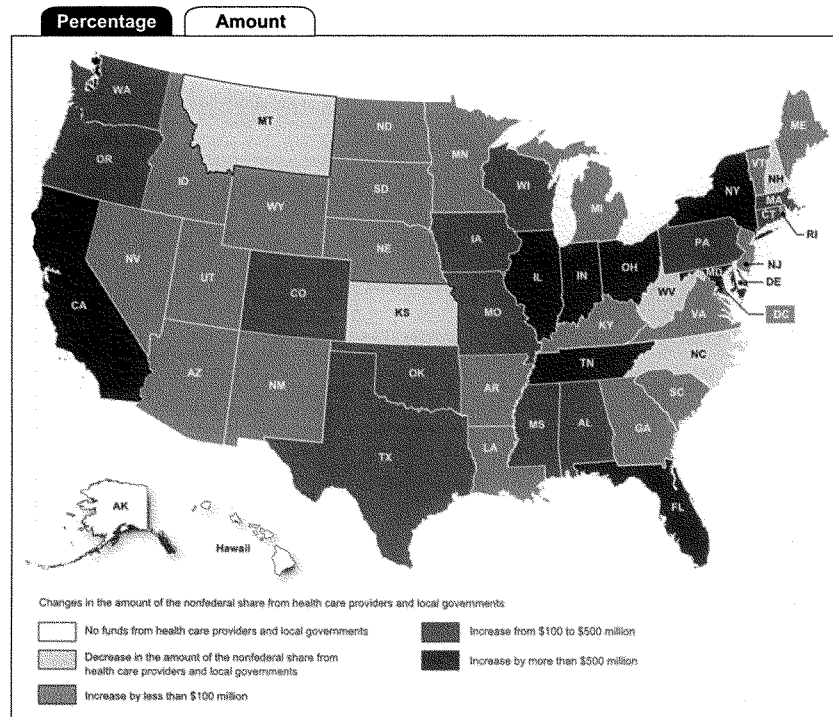 Percentage Amount
WA
MT
ND
MN
ME
OR
ID
SD
WI
VT
NH
NY
MA
CT
WY
MI
RI
IA
PA
NE
NJ
NV
IL
IN
OH
MD
DE
UT
CA
CO
WV
KS
MO
VA
DC
KY
NC
TN
AZ
OK
NM
AR
SC
MS
AL
GA
TX
LA
FL
AK
Hawaii
Changes in the amount of the nonfederal share from health care providers and local governments
No funds from health care providers and local governments
Decrease in the amount of the nonfederal share from
health care providers and local governments
Increase by less than $100 million
Increase from $100 to $500 million
Increase by more than $500 million